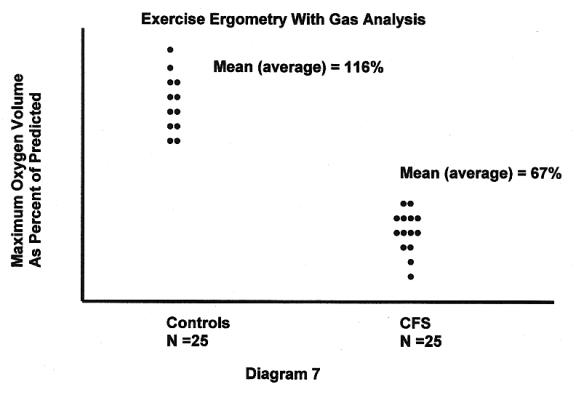 Exercise Ergometry With Gas Analysis
Mean (average) = 116%
Maximum Oxygen Volume
As Percent of Predicted
Mean (average) = 67%
Controls
N =25
CFS
N =25
Diagram 7